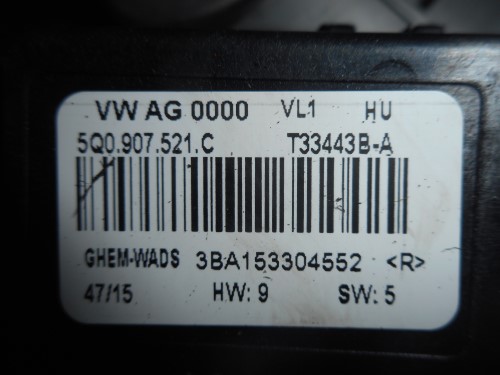 VW AG 0000 VL1 HU
5Q0.907.521.C T33443B-A
GHEM-WADS 3BA153304552 <R>
47/15 HW: 9 SW: 5